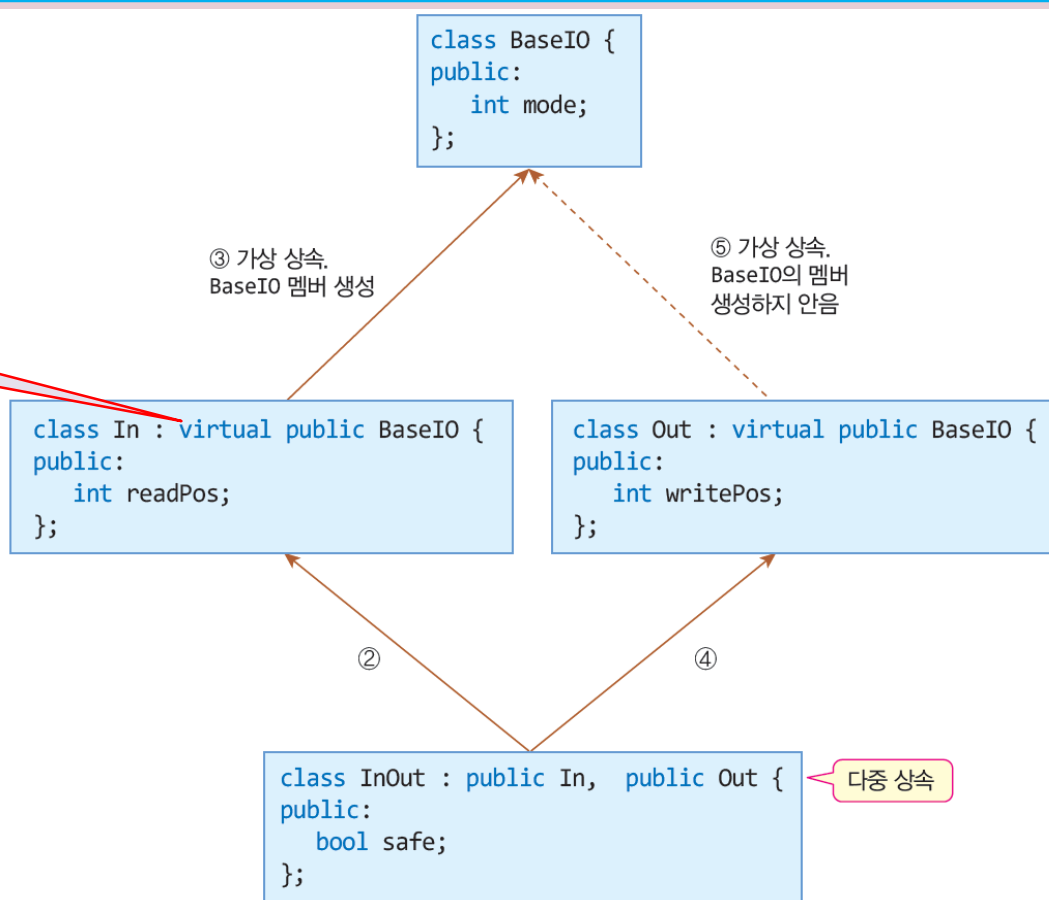 class BaseIO {
public:
int mode;
};
③ 가상 상속.
BaseIO 멤버 생성
⑤ 가상 상속.
BaseIO의 멤버
생성하지 안음
class In : virtual public BaseIO {
public:
int readPos;
};
class Out : virtual public BaseIO {
public:
int writePos;
};
②
④
class InOut : public In, public Out {
public:
bool safe;
};
다중 상속